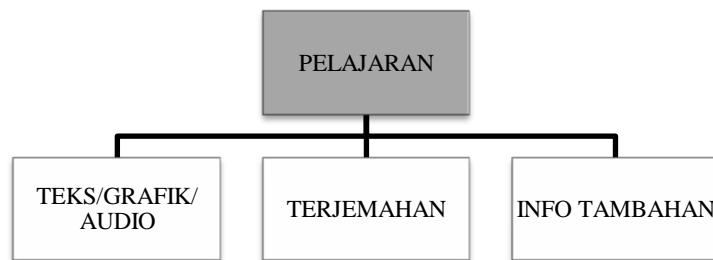 PELAJARAN
TEKS/GRAFIK/
AUDIO
TERJEMAHAN
INFO TAMBAHAN